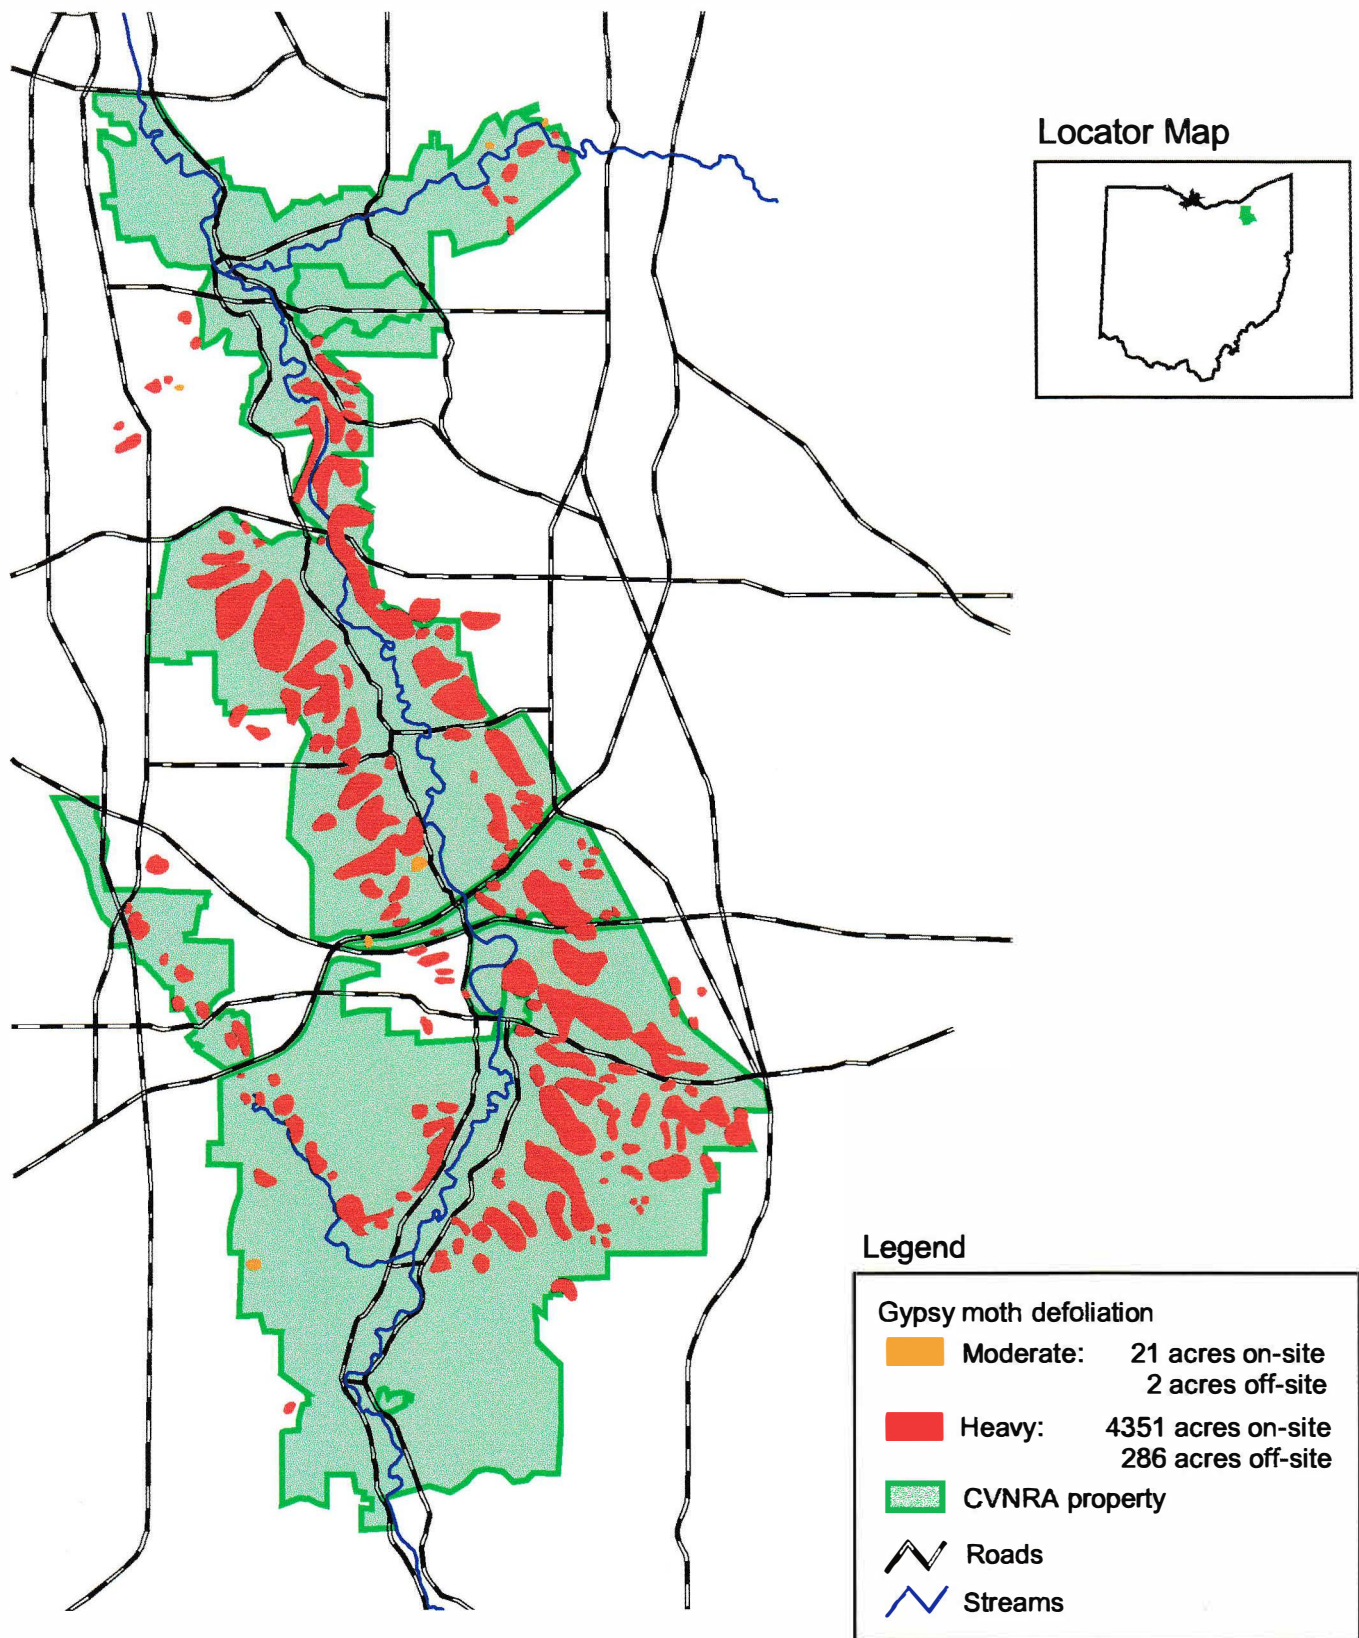 Locator Map
Legend
Gypsy moth defoliation
Moderate: 21 acres on-site
2 acres off-site
Heavy: 4351 acres on-site
286 acres off-site
CVNRA property
Roads
Streams